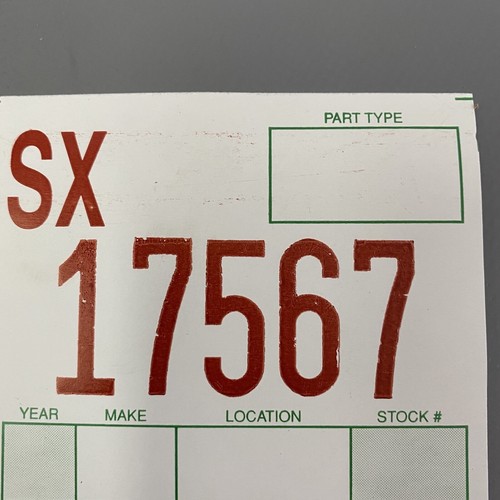 PART TYPE
SX
17567
YEAR MAKE LOCATION STOCK #